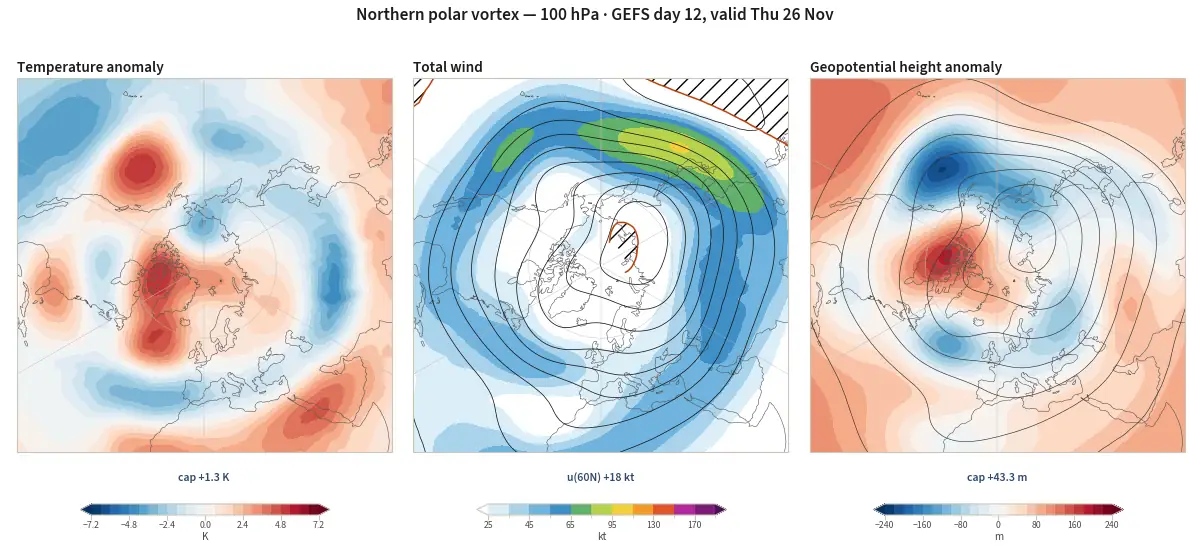 Northern polar vortex — 100 hPa · GEFS day 12, valid Thu 26 Nov
Temperature anomaly
Total wind
Geopotential height anomaly
cap +1.3 K
u(60N) +18 kt
cap +43.3 m
−7.2 −4.8 −2.4 0.0 2.4 4.8 7.2
K
25 45 65 95 130 170
kt
−240 −160 −80 0 80 160 240
m